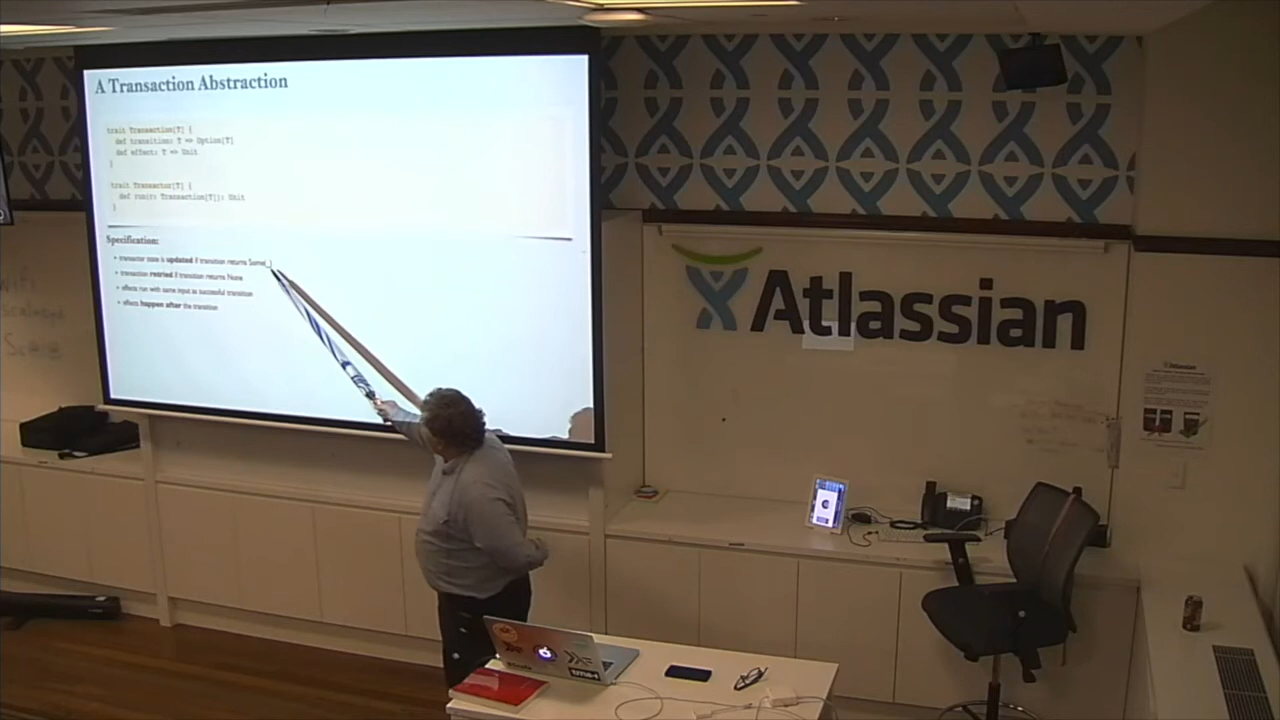 A Transaction Abstraction
trait Transaction[T] {
def transition: T => Option[T]
def effect: T => Unit
}
trait Transactor[T] {
def run(r: Transaction[T]): Unit
}
Specification:
• transactor state is updated if transition returns Some(_)
• transaction retried if transition returns None
• effects run with same input as successful transition
• effects happen after the transition
Atlassian
Atlassian